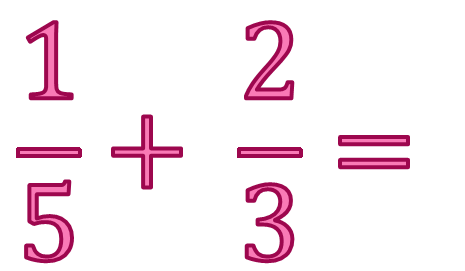 1/5 + 2/3 =